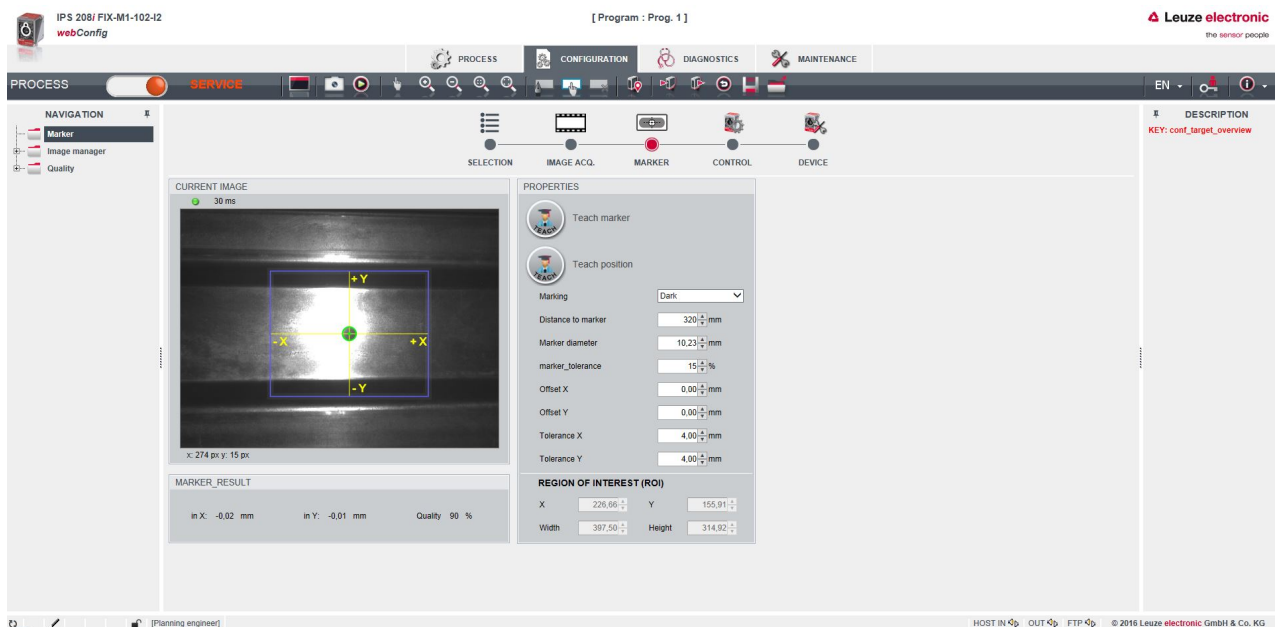 IPS 208i FIX-M1-102-I2
webConfig
[ Program : Prog. 1 ]
Leuze electronic
the sensor people
PROCESS
CONFIGURATION
DIAGNOSTICS
MAINTENANCE
PROCESS
SERVICE
EN
NAVIGATION
Marker
Image manager
Quality
SELECTION
IMAGE ACQ.
MARKER
CONTROL
DEVICE
DESCRIPTION
KEY: conf_target_overview
CURRENT IMAGE
30 ms
+Y
-X
+X
-Y
x: 274 px y: 15 px
MARKER_RESULT
in X: -0,02 mm in Y: -0,01 mm Quality 90 %
PROPERTIES
TEACH
Teach marker
TEACH
Teach position
Marking Dark
Distance to marker 320 mm
Marker diameter 10,23 mm
marker_tolerance 15 %
Offset X 0,00 mm
Offset Y 0,00 mm
Tolerance X 4,00 mm
Tolerance Y 4,00 mm
REGION OF INTEREST (ROI)
X 226,66 Y 155,91
Width 397,50 Height 314,92
[Planning engineer]
HOST IN OUT FTP © 2016 Leuze electronic GmbH & Co. KG